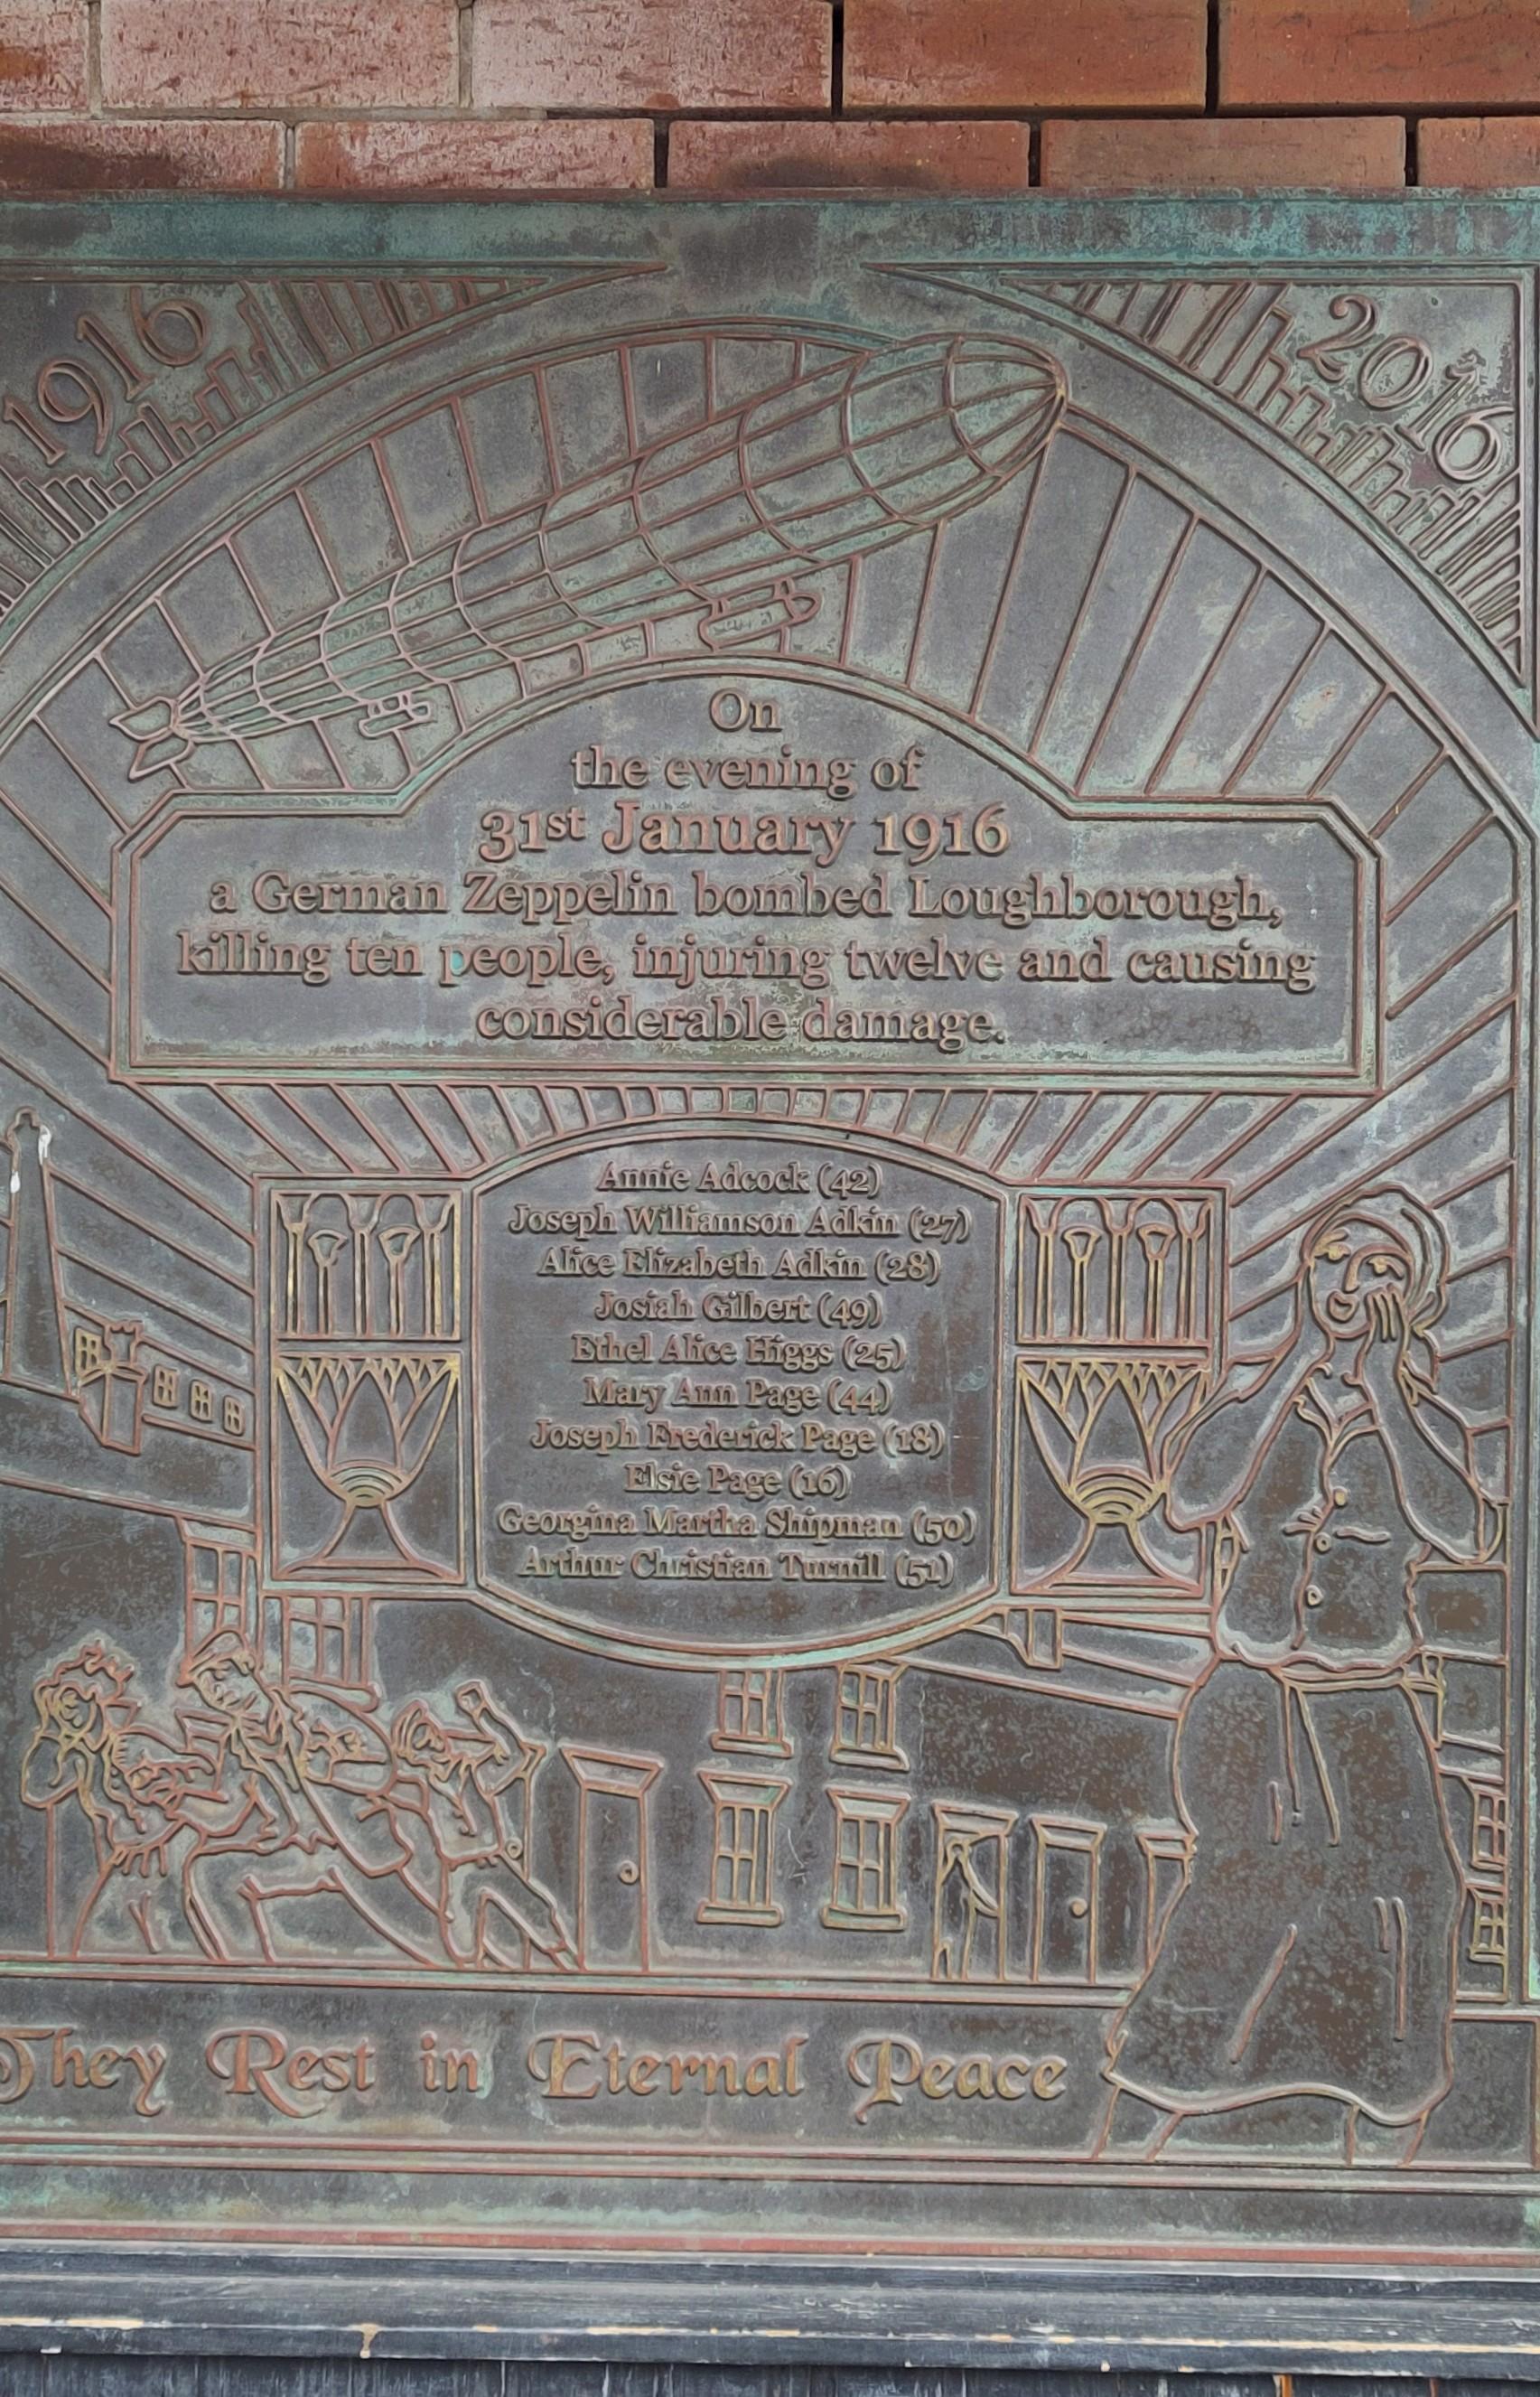 1916
2016
On
the evening of
31st January 1916
a German Zeppelin bombed Loughborough,
killing ten people, injuring twelve and causing
considerable damage.
Annie Adcock (42)
Joseph Williamson Adkin (27)
Alice Elizabeth Adkin (28)
Josiah Gilbert (49)
Ethel Alice Higgs (25)
Mary Ann Page (44)
Joseph Frederick Page (18)
Elsie Page (16)
Georgina Martha Shipman (50)
Arthur Christian Turnill (51)
They Rest in Eternal Peace